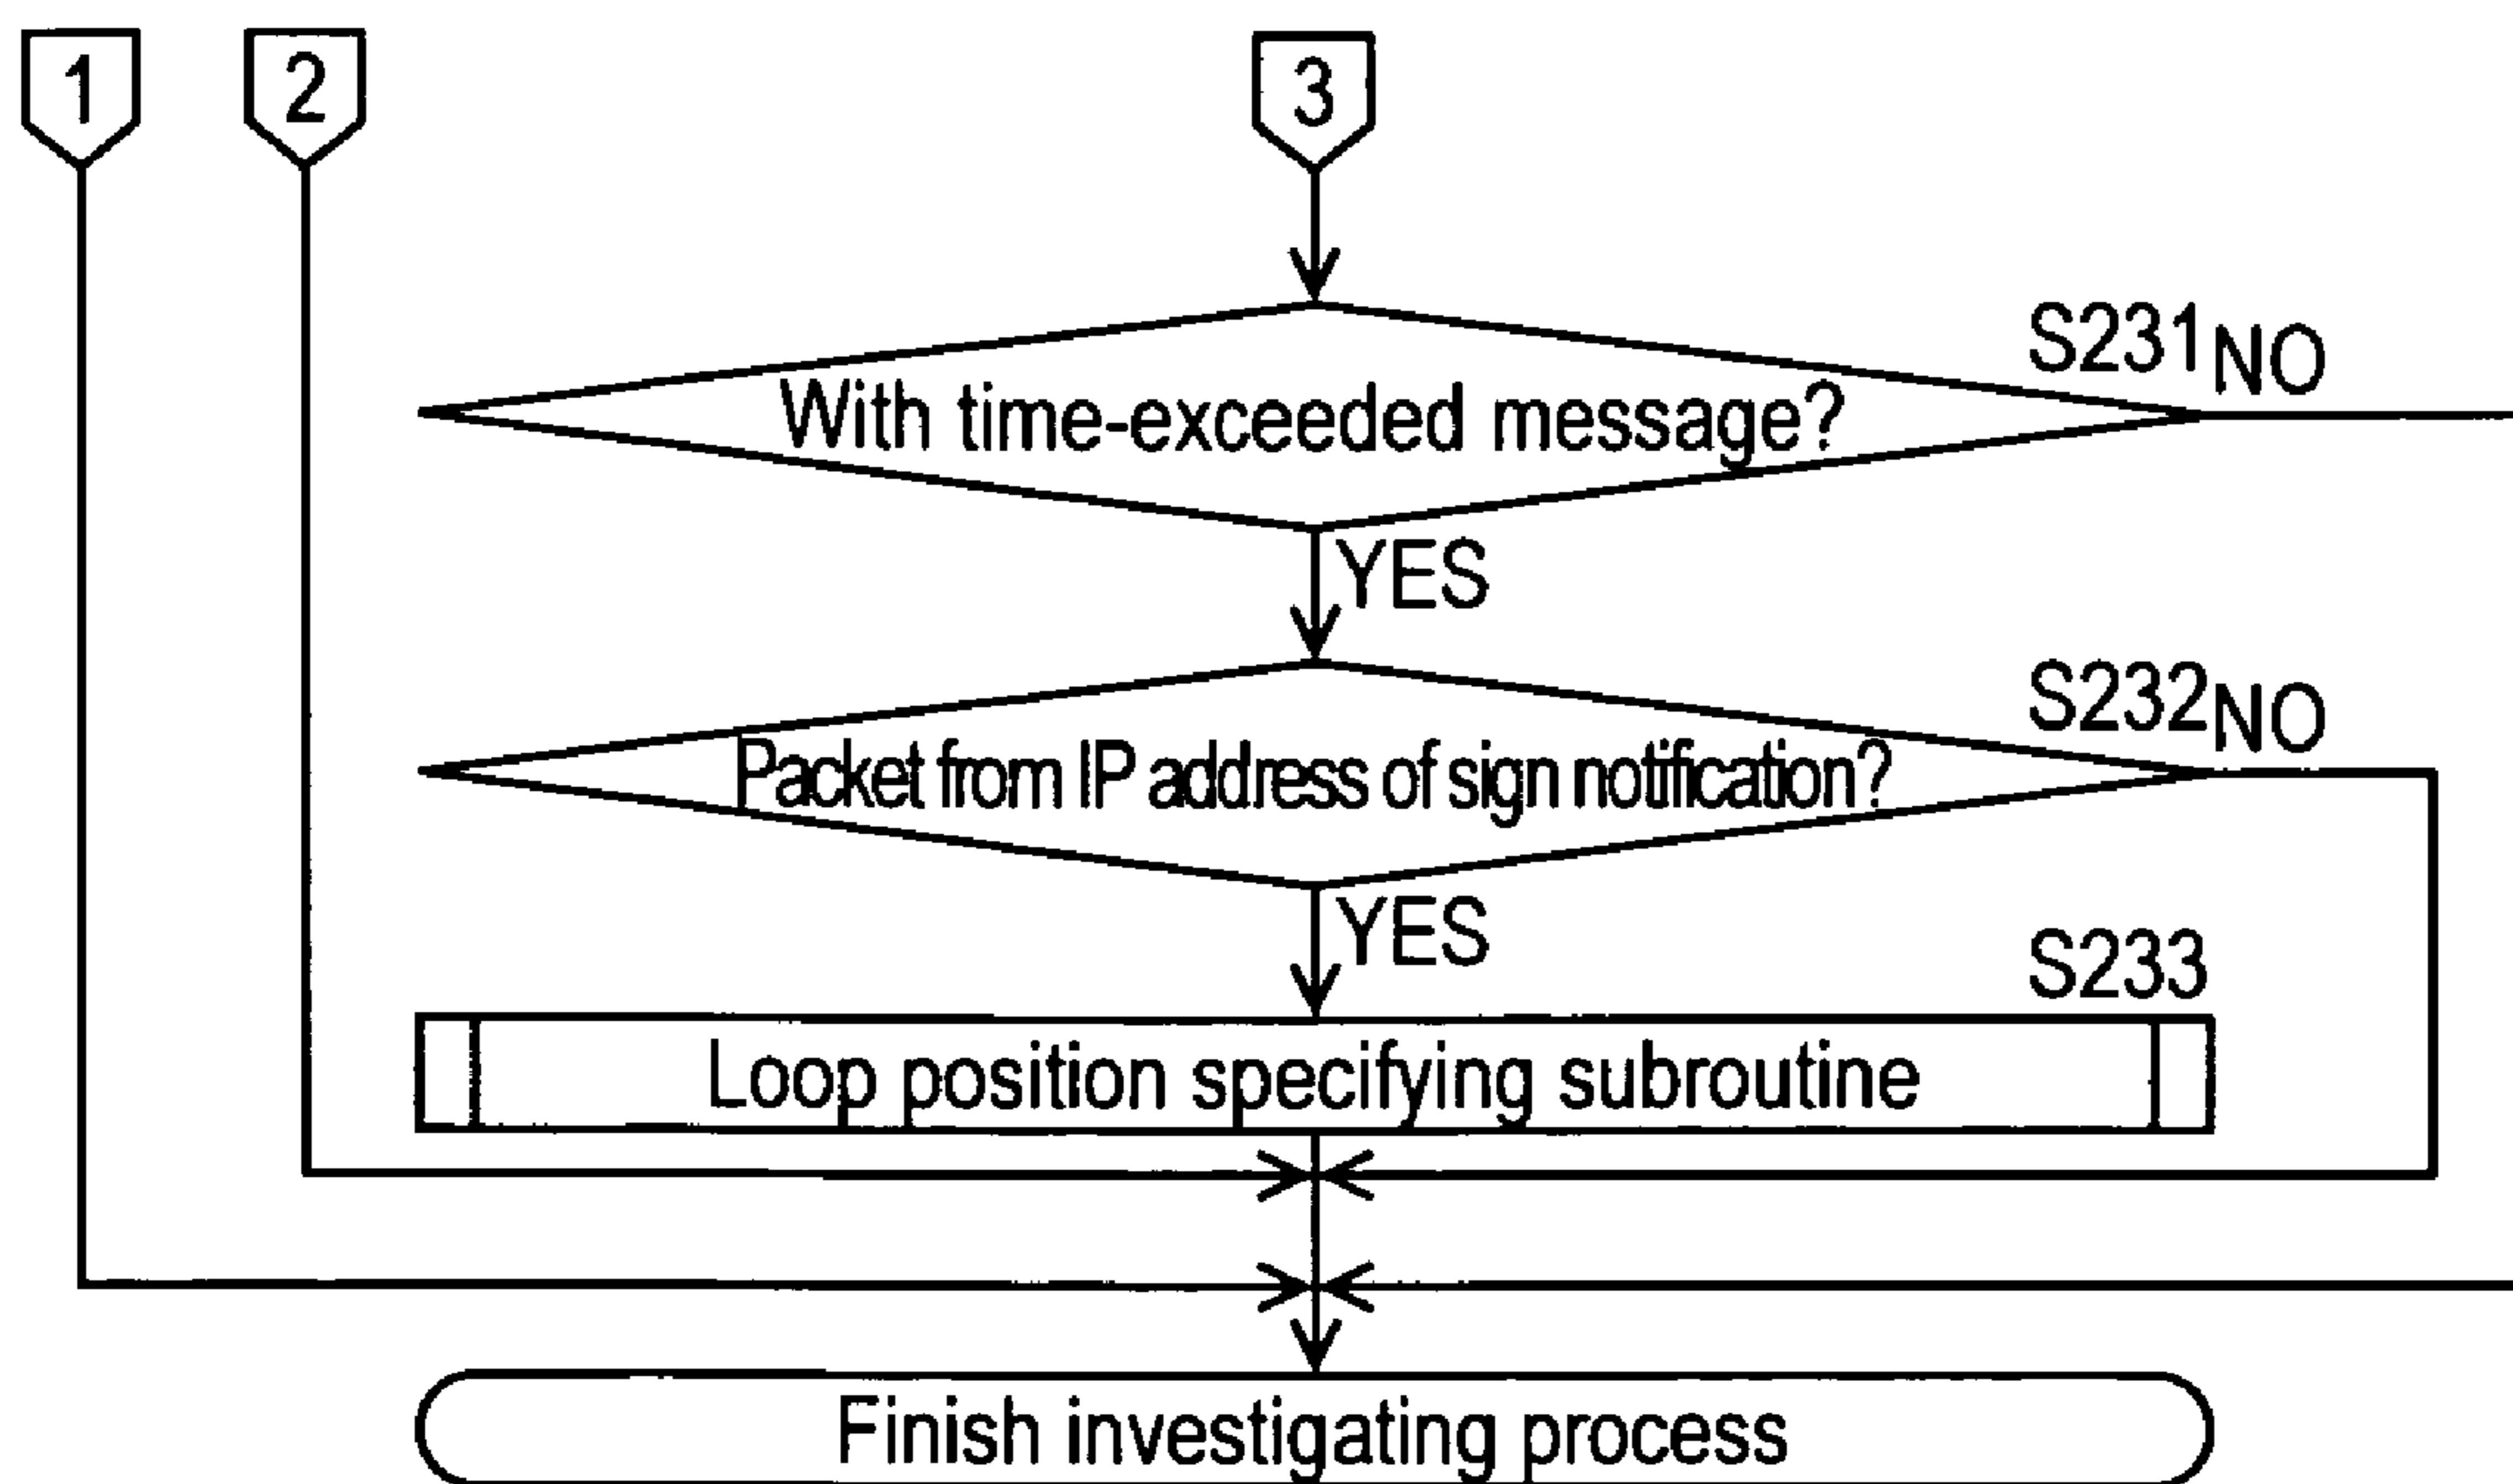 1
2
3
S231
NO
With time-exceeded message?
YES
S232
NO
Packet from IP address of sign notification?
YES
S233
Loop position specifying subroutine
Finish investigating process